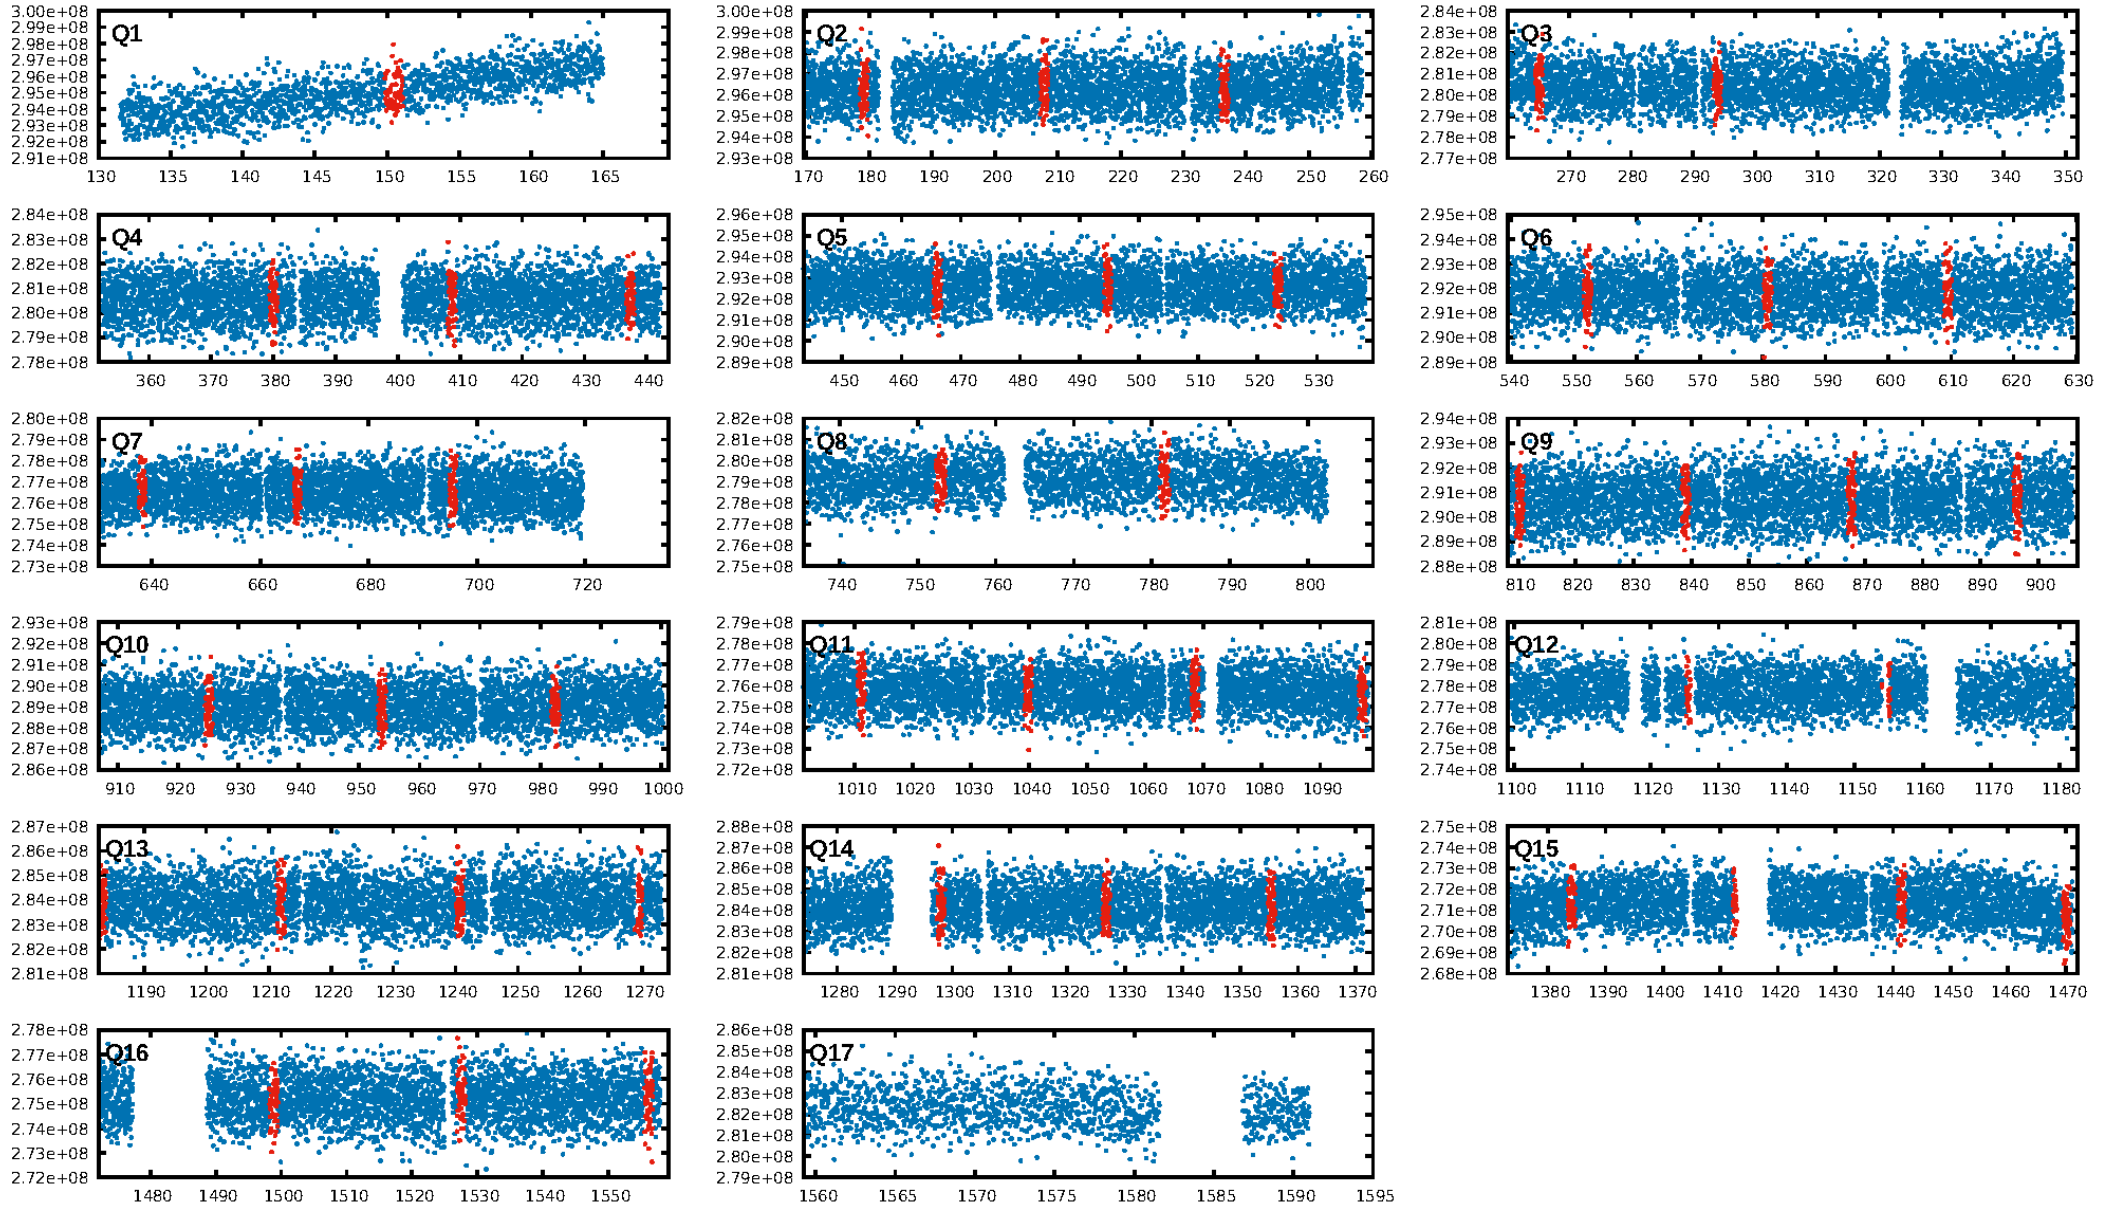 3.00e+08 2.99e+08 2.98e+08 2.97e+08 2.96e+08 2.95e+08 2.94e+08 2.93e+08 2.92e+08 2.91e+08
Q1
130 135 140 145 150 155 160 165
3.00e+08 2.99e+08 2.98e+08 2.97e+08 2.96e+08 2.95e+08 2.94e+08 2.93e+08
Q2
170 180 190 200 210 220 230 240 250 260
2.84e+08 2.83e+08 2.82e+08 2.81e+08 2.80e+08 2.79e+08 2.78e+08 2.77e+08
Q3
270 280 290 300 310 320 330 340 350
2.84e+08 2.83e+08 2.82e+08 2.81e+08 2.80e+08 2.79e+08 2.78e+08
Q4
360 370 380 390 400 410 420 430 440
2.96e+08 2.95e+08 2.94e+08 2.93e+08 2.92e+08 2.91e+08 2.90e+08 2.89e+08
Q5
450 460 470 480 490 500 510 520 530
2.95e+08 2.94e+08 2.93e+08 2.92e+08 2.91e+08 2.90e+08 2.89e+08
Q6
540 550 560 570 580 590 600 610 620 630
2.80e+08 2.79e+08 2.78e+08 2.77e+08 2.76e+08 2.75e+08 2.74e+08 2.73e+08
Q7
640 660 680 700 720
2.82e+08 2.81e+08 2.80e+08 2.79e+08 2.78e+08 2.77e+08 2.76e+08 2.75e+08
Q8
740 750 760 770 780 790 800
2.94e+08 2.93e+08 2.92e+08 2.91e+08 2.90e+08 2.89e+08 2.88e+08
Q9
810 820 830 840 850 860 870 880 890 900
2.93e+08 2.92e+08 2.91e+08 2.90e+08 2.89e+08 2.88e+08 2.87e+08 2.86e+08
Q10
910 920 930 940 950 960 970 980 990 1000
2.79e+08 2.78e+08 2.77e+08 2.76e+08 2.75e+08 2.74e+08 2.73e+08 2.72e+08
Q11
1010 1020 1030 1040 1050 1060 1070 1080 1090
2.81e+08 2.80e+08 2.79e+08 2.78e+08 2.77e+08 2.76e+08 2.75e+08 2.74e+08
Q12
1100 1110 1120 1130 1140 1150 1160 1170 1180
2.87e+08 2.86e+08 2.85e+08 2.84e+08 2.83e+08 2.82e+08 2.81e+08
Q13
1190 1200 1210 1220 1230 1240 1250 1260 1270
2.88e+08 2.87e+08 2.86e+08 2.85e+08 2.84e+08 2.83e+08 2.82e+08 2.81e+08
Q14
1280 1290 1300 1310 1320 1330 1340 1350 1360 1370
2.75e+08 2.74e+08 2.73e+08 2.72e+08 2.71e+08 2.70e+08 2.69e+08 2.68e+08
Q15
1380 1390 1400 1410 1420 1430 1440 1450 1460 1470
2.78e+08 2.77e+08 2.76e+08 2.75e+08 2.74e+08 2.73e+08 2.72e+08
Q16
1480 1490 1500 1510 1520 1530 1540 1550
2.86e+08 2.85e+08 2.84e+08 2.83e+08 2.82e+08 2.81e+08 2.80e+08 2.79e+08
Q17
1560 1565 1570 1575 1580 1585 1590 1595